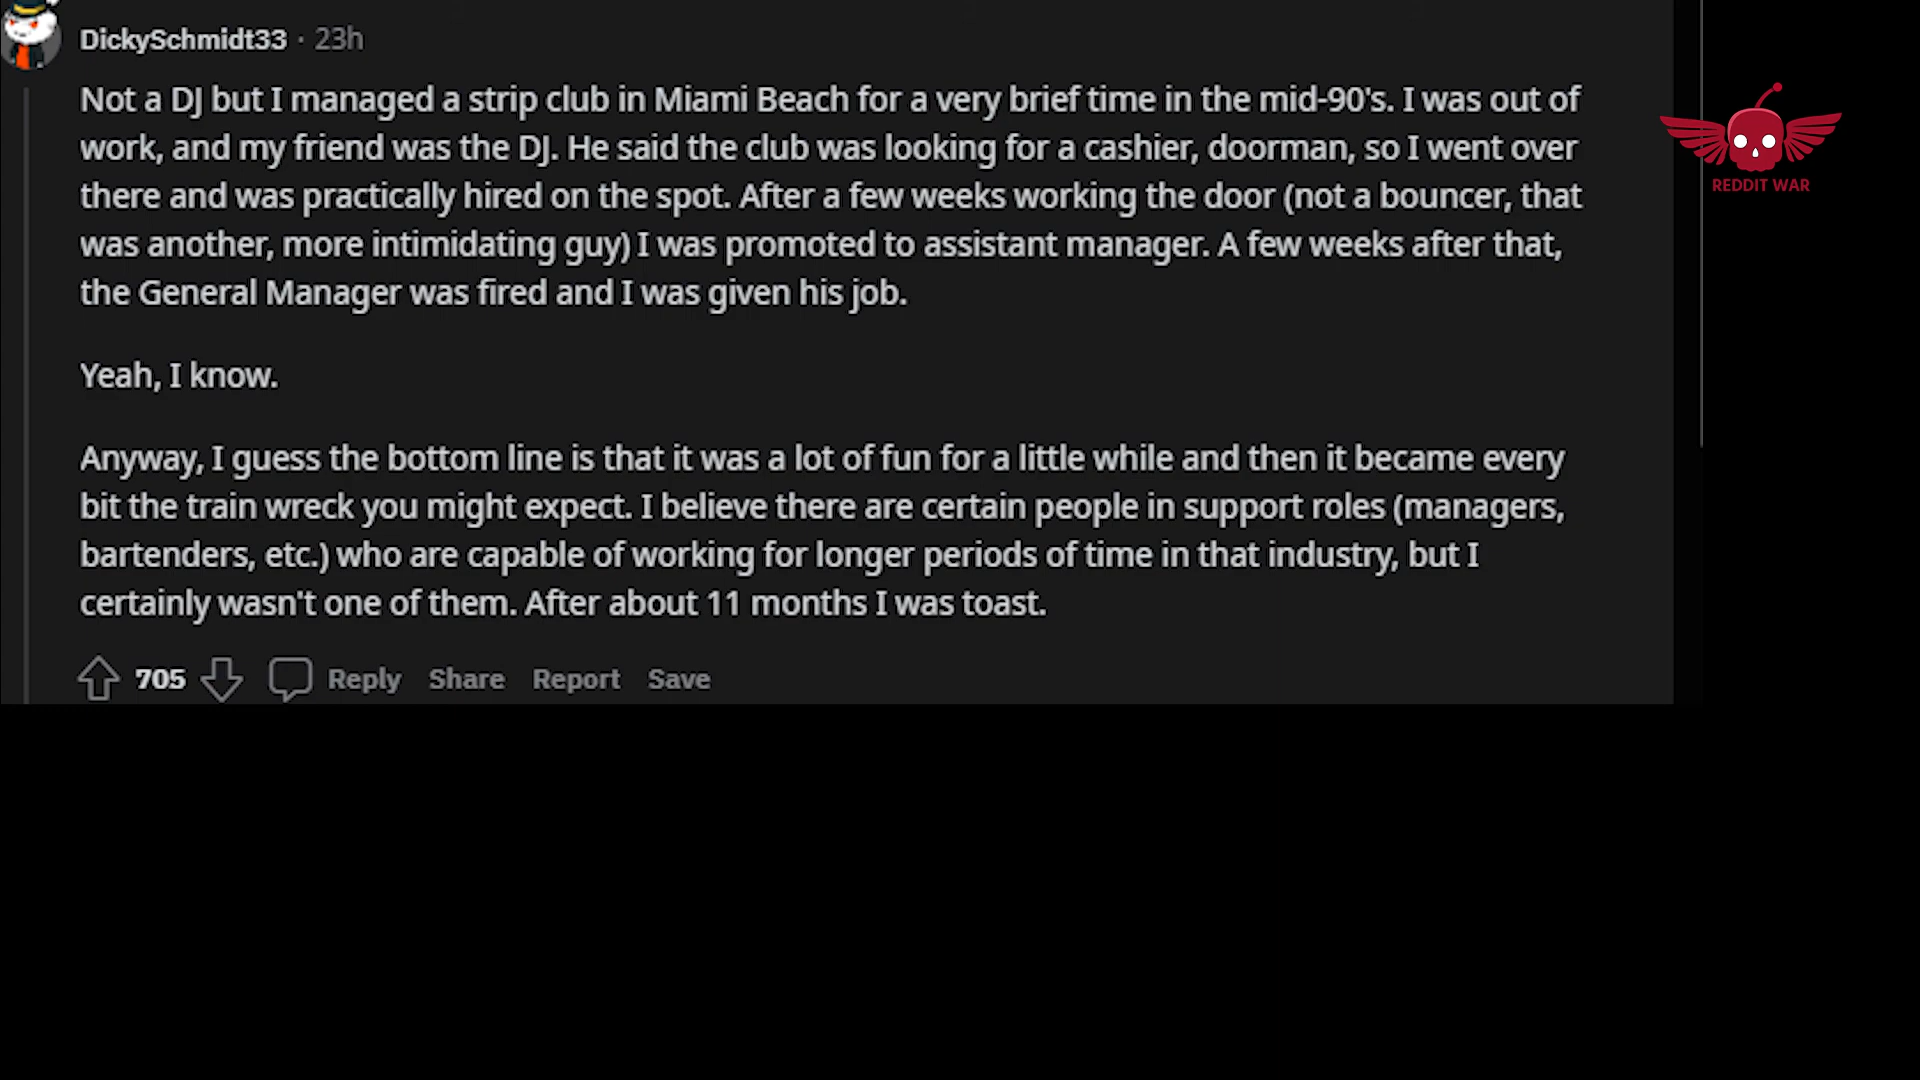 DickySchmidt33 · 23h
Not a DJ but I managed a strip club in Miami Beach for a very brief time in the mid-90's. I was out of
work, and my friend was the DJ. He said the club was looking for a cashier, doorman, so I went over
there and was practically hired on the spot. After a few weeks working the door (not a bouncer, that
was another, more intimidating guy) I was promoted to assistant manager. A few weeks after that,
the General Manager was fired and I was given his job.
Yeah, I know.
Anyway, I guess the bottom line is that it was a lot of fun for a little while and then it became every
bit the train wreck you might expect. I believe there are certain people in support roles (managers,
bartenders, etc.) who are capable of working for longer periods of time in that industry, but I
certainly wasn't one of them. After about 11 months I was toast.
705 Reply Share Report Save
REDDIT WAR